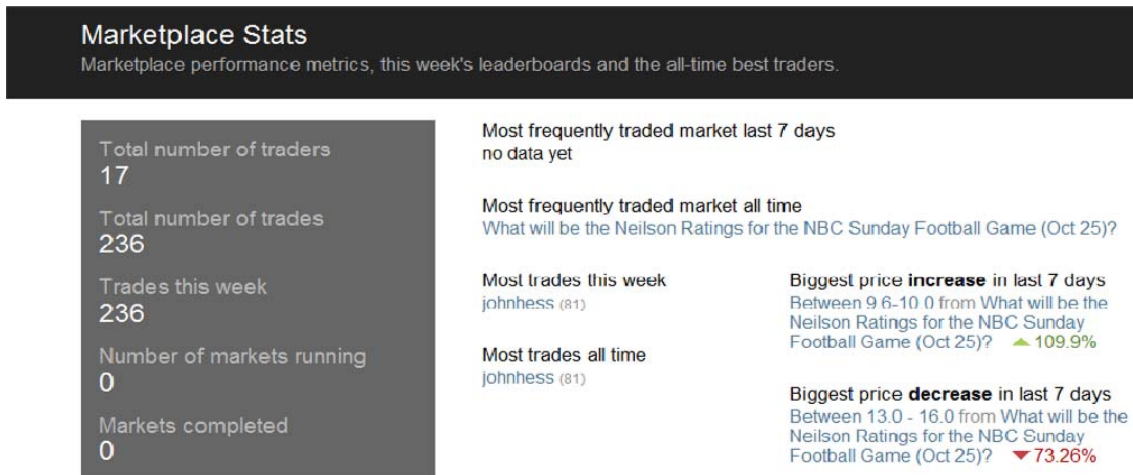 Marketplace Stats
Marketplace performance metrics, this week's leaderboards and the all-time best traders.
Total number of traders
17
Total number of trades
236
Trades this week
236
Number of markets running
0
Markets completed
0
Most frequently traded market last 7 days
no data yet
Most frequently traded market all time
What will be the Neilson Ratings for the NBC Sunday Football Game (Oct 25)?
Most trades this week
johnhess (81)
Most trades all time
johnhess (81)
Biggest price increase in last 7 days
Between 9.6-10.0 from What will be the
Neilson Ratings for the NBC Sunday
Football Game (Oct 25)? ▲ 109.9%
Biggest price decrease in last 7 days
Between 13.0 - 16.0 from What will be the
Neilson Ratings for the NBC Sunday
Football Game (Oct 25)? ▼ 73.26%